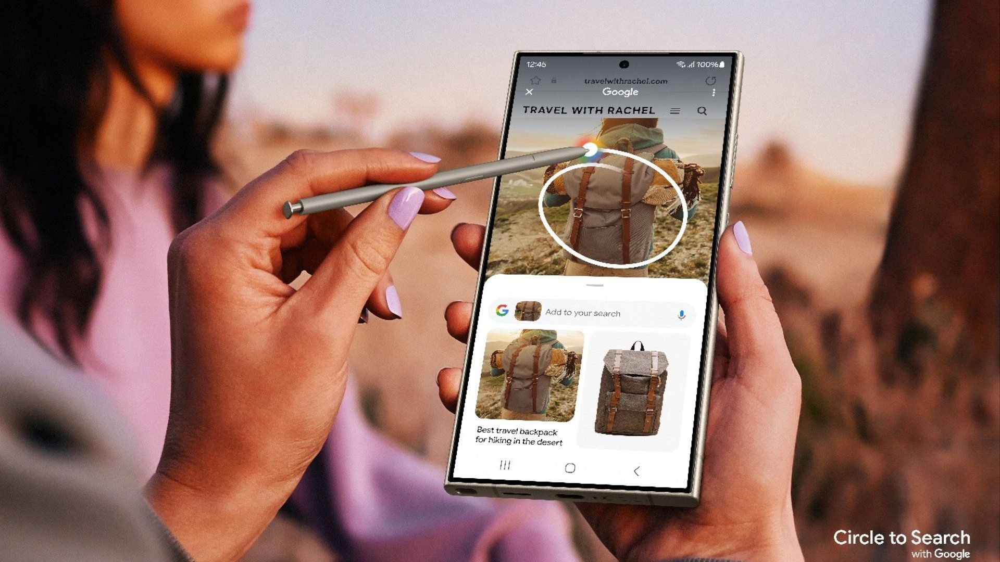 12:45
100%
travelwithrachel.com
Google
TRAVEL WITH RACHEL
G
Add to your search
Best travel backpack
for hiking in the desert
Circle to Search
with Google